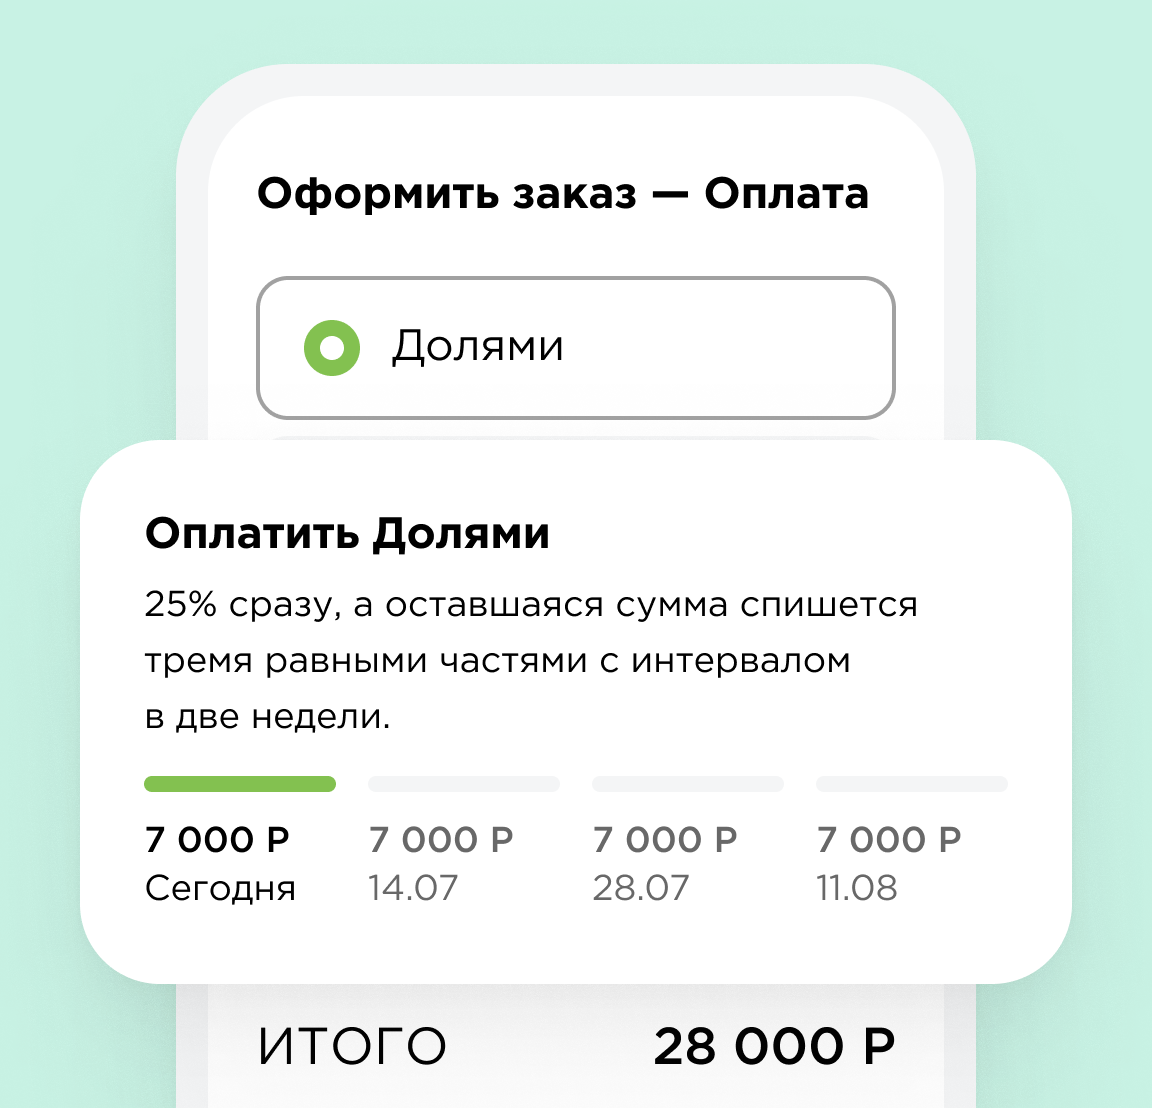 Оформить заказ — Оплата
Долями
Оплатить Долями
25% сразу, а оставшаяся сумма спишется
тремя равными частями с интервалом
в две недели.
7 000 Р 7 000 Р 7 000 Р 7 000 Р
Сегодня 14.07 28.07 11.08
ИТОГО 28 000 Р